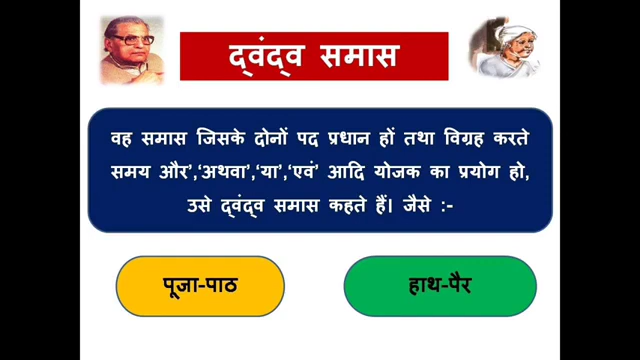 द्वंद्व समास
वह समास जिसके दोनों पद प्रधान हों तथा विग्रह करते
समय और’,‘अथवा’,‘या’,‘एवं’ आदि योजक का प्रयोग हो,
उसे द्वंद्व समास कहते हैं। जैसे :-
पूजा-पाठ
हाथ-पैर